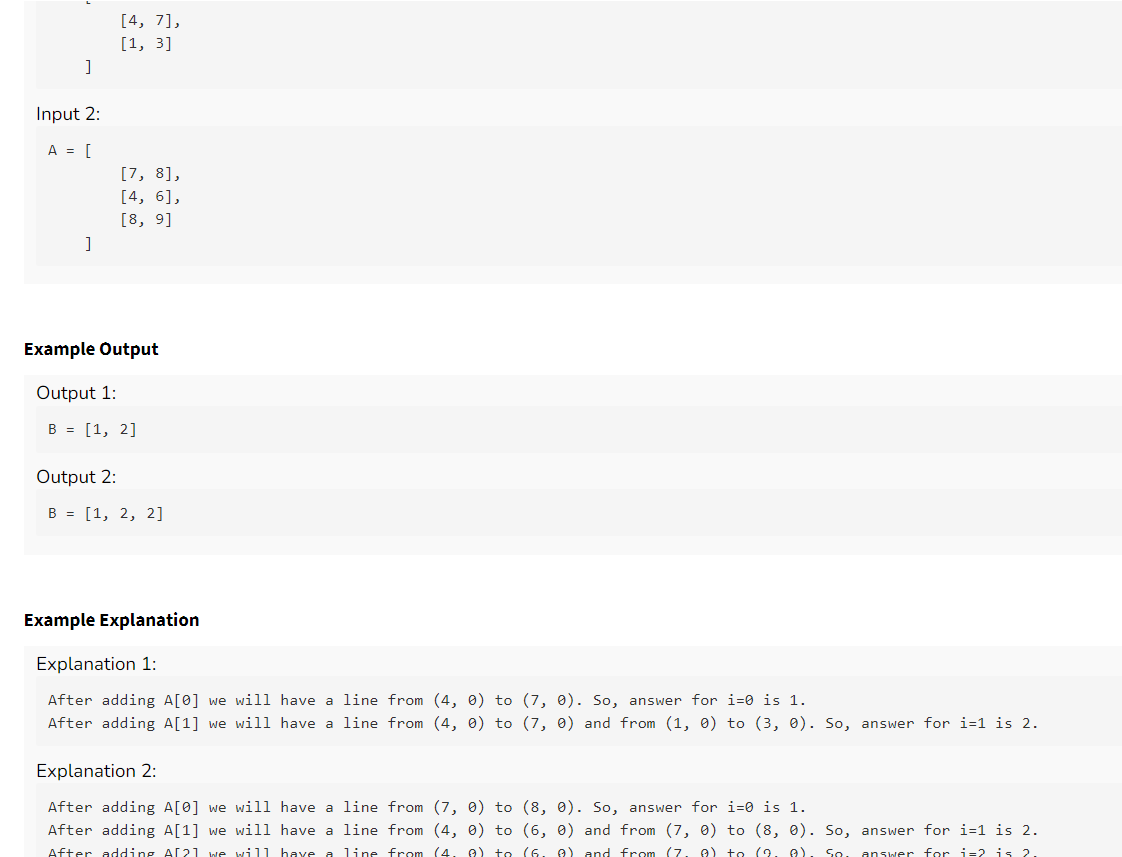 [4, 7],
[1, 3]
]
Input 2:
A = [
[7, 8],
[4, 6],
[8, 9]
]
Example Output
Output 1:
B = [1, 2]
Output 2:
B = [1, 2, 2]
Example Explanation
Explanation 1:
After adding A[0] we will have a line from (4, 0) to (7, 0). So, answer for i=0 is 1.
After adding A[1] we will have a line from (4, 0) to (7, 0) and from (1, 0) to (3, 0). So, answer for i=1 is 2.
Explanation 2:
After adding A[0] we will have a line from (7, 0) to (8, 0). So, answer for i=0 is 1.
After adding A[1] we will have a line from (4, 0) to (6, 0) and from (7, 0) to (8, 0). So, answer for i=1 is 2.
After adding A[2] we will have a line from (4, 0) to (6, 0) and from (7, 0) to (9, 0). So, answer for i=2 is 2.